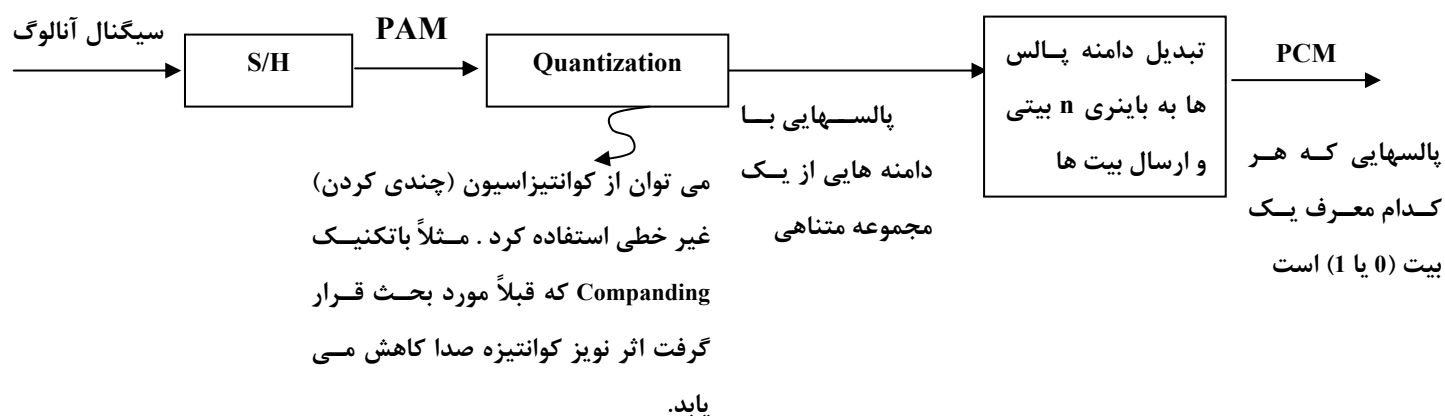 سیگنال آنالوگ
S/H
PAM
Quantization
تبدیل دامنه پالس
ها به باینری n بیتی
و ارسال بیت ها
PCM
پالسهایی با
دامنه هایی از یک
مجموعه متناهی
پالسهایی که هر
کدام معرف یک
بیت (0 یا 1) است
می توان از کوانتیزاسیون (چندی کردن)
غیر خطی استفاده کرد . مثلاً باتکنیک
Companding که قبلاً مورد بحث قرار
گرفت اثر نویز کوانتیزه صدا کاهش می
یابد.